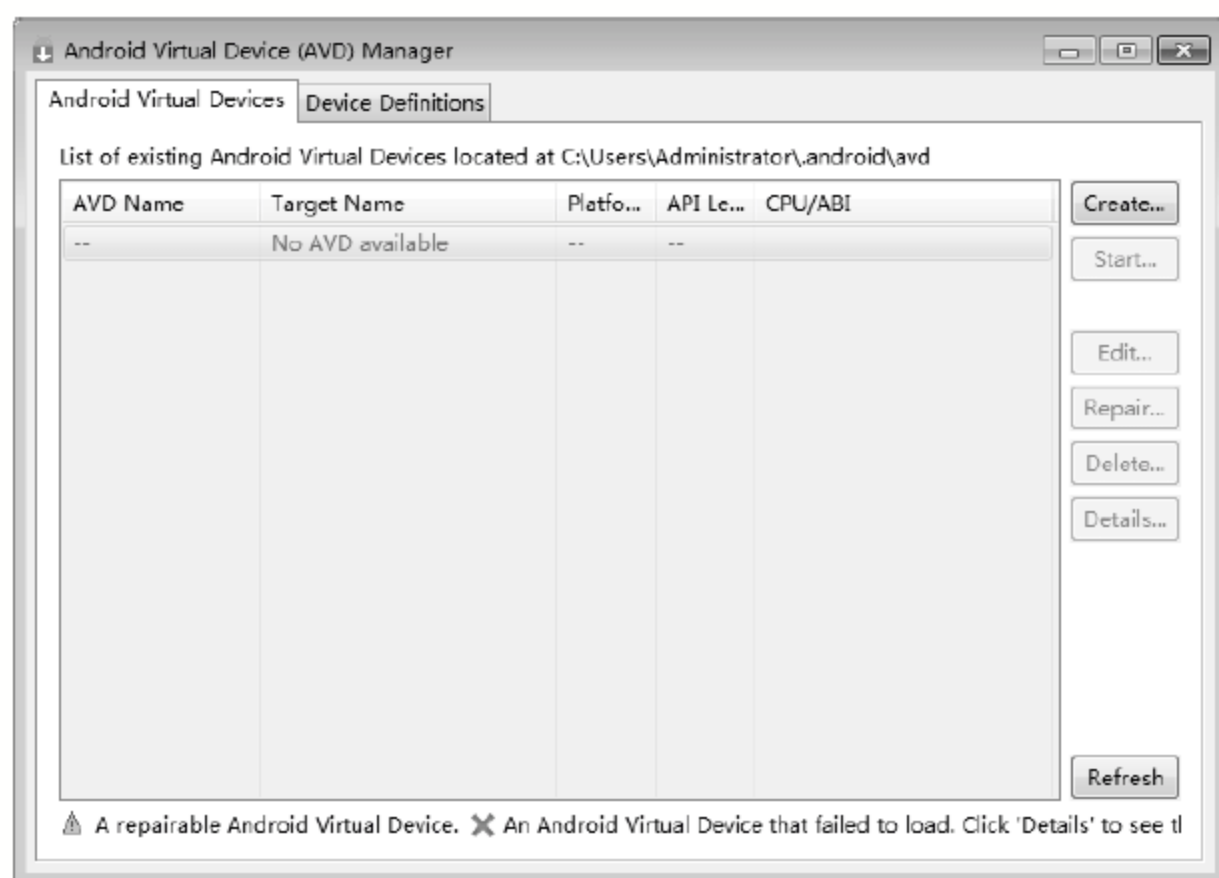 Android Virtual Device (AVD) Manager
Android Virtual Devices Device Definitions
List of existing Android Virtual Devices located at C:\Users\Administrator\.android\avd
AVD Name Target Name Platfo... API Le... CPU/ABI
-- No AVD available -- --
Create...
Start...
Edit...
Repair...
Delete...
Details...
Refresh
A repairable Android Virtual Device. An Android Virtual Device that failed to load. Click 'Details' to see